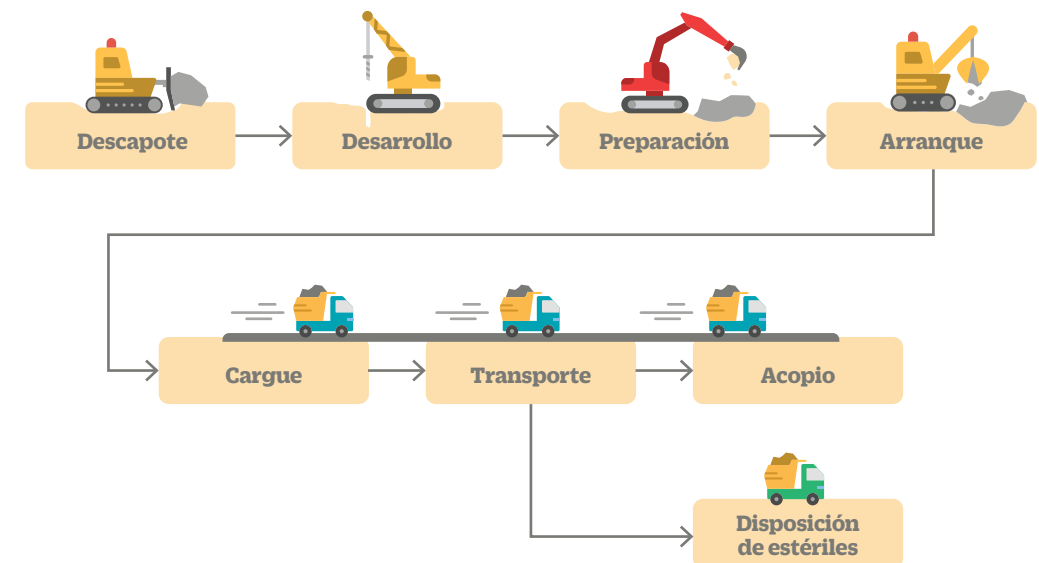 Descapote
Desarrollo
Preparación
Arranque
Cargue
Transporte
Acopio
Disposición
de estériles